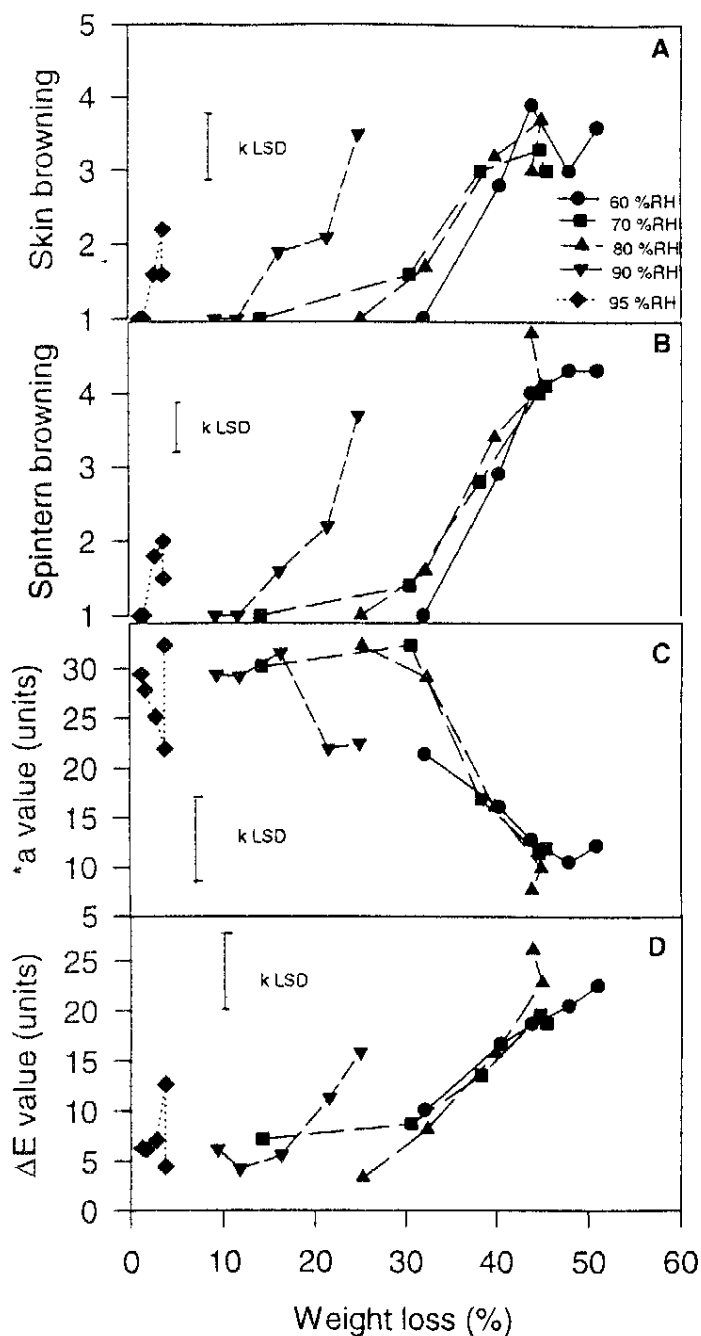 5
4
3
2
1
Skin browning
A
k LSD
60 %RH
70 %RH
80 %RH
90 %RH
95 %RH
4
3
2
1
Spintern browning
B
k LSD
30
25
20
15
10
5
*a value (units)
C
k LSD
25
20
15
10
5
0
ΔE value (units)
D
k LSD
0 10 20 30 40 50 60
Weight loss (%)